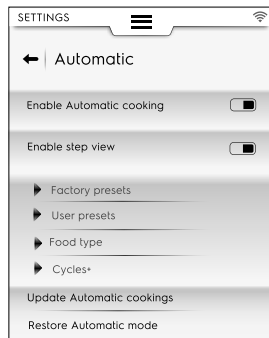 SETTINGS
Automatic
Enable Automatic cooking
Enable step view
Factory presets
User presets
Food type
Cycles+
Update Automatic cookings
Restore Automatic mode